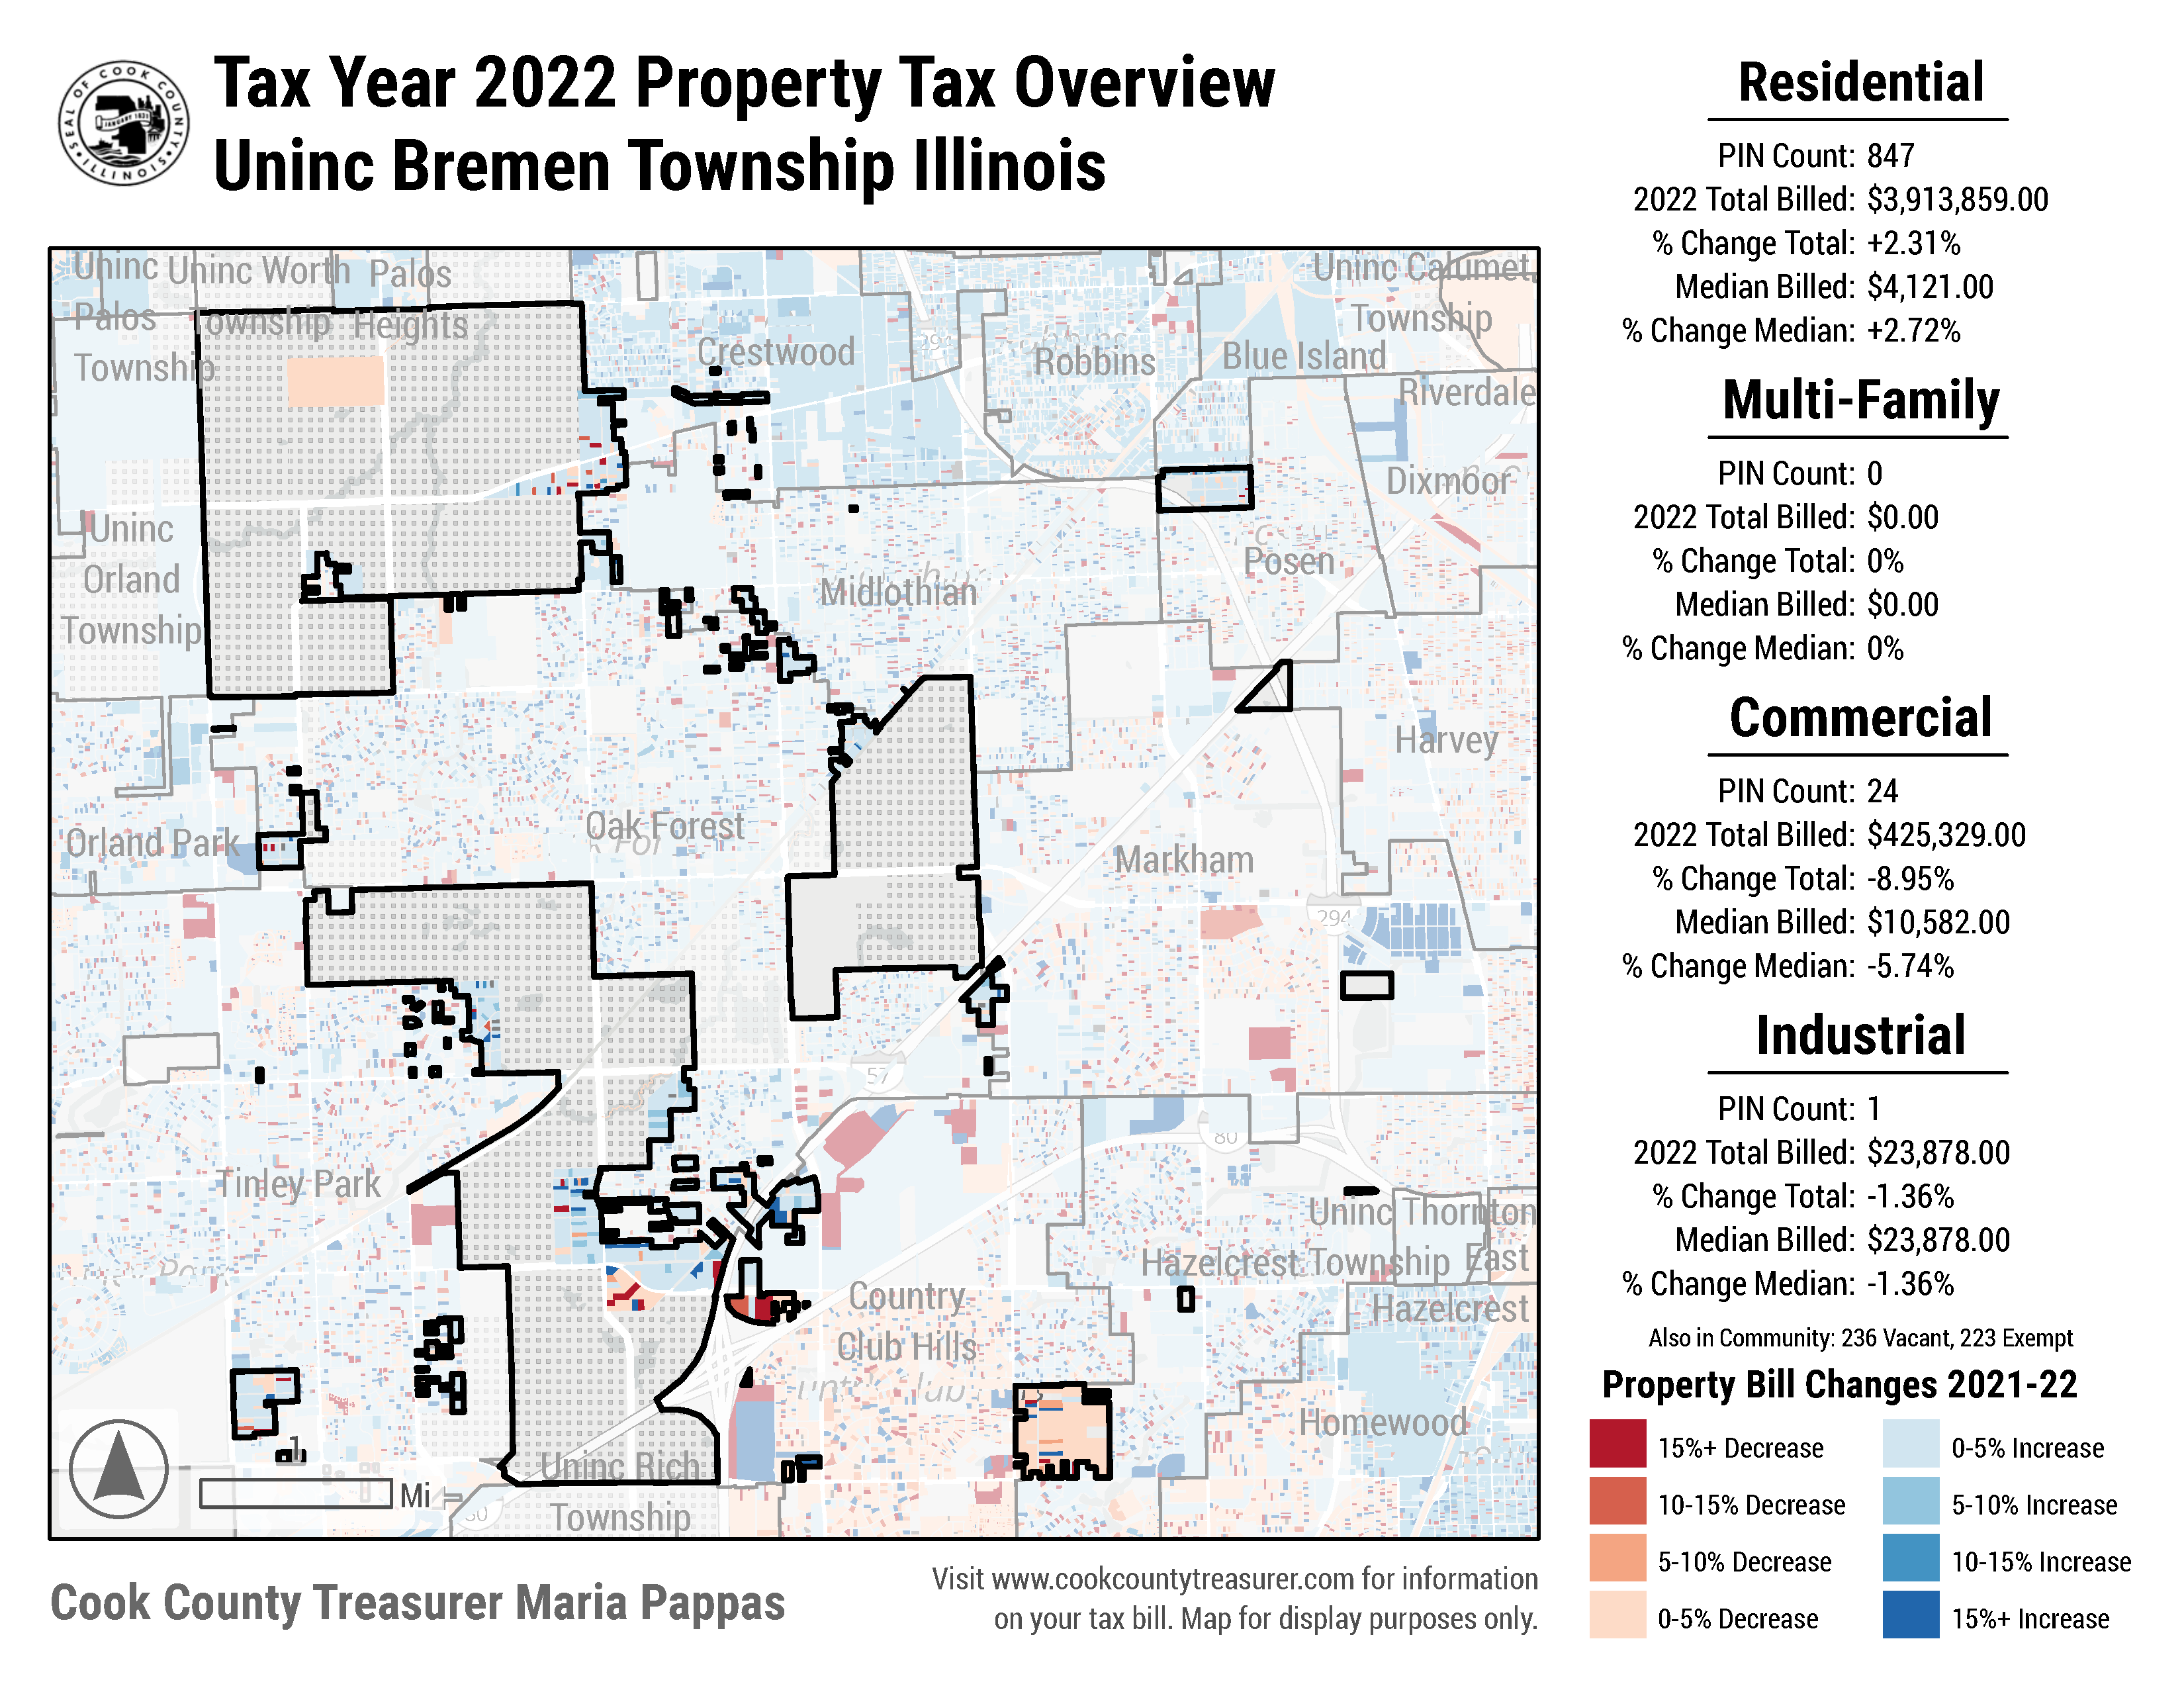 SEAL OF COOK COUNTY
JANUARY 1831
ILLINOIS
Tax Year 2022 Property Tax Overview
Uninc Bremen Township Illinois
Uninc
Palos
Township
Uninc Worth
Township
Palos
Heights
Crestwood
Robbins
Blue Island
Uninc Calumet
Township
Riverdale
Dixmoor
Posen
Midlothian
Uninc
Orland
Township
Harvey
Orland Park
Oak Forest
Markham
294
294
57
80
Tinley Park
Uninc Thornton
Township
Hazelcrest
East
Hazelcrest
Country
Club Hills
Homewood
Uninc Rich
Township
1
Mi
Cook County Treasurer Maria Pappas
Visit www.cookcountytreasurer.com for information
on your tax bill. Map for display purposes only.
Residential
PIN Count: 847
2022 Total Billed: $3,913,859.00
% Change Total: +2.31%
Median Billed: $4,121.00
% Change Median: +2.72%
Multi-Family
PIN Count: 0
2022 Total Billed: $0.00
% Change Total: 0%
Median Billed: $0.00
% Change Median: 0%
Commercial
PIN Count: 24
2022 Total Billed: $425,329.00
% Change Total: -8.95%
Median Billed: $10,582.00
% Change Median: -5.74%
Industrial
PIN Count: 1
2022 Total Billed: $23,878.00
% Change Total: -1.36%
Median Billed: $23,878.00
% Change Median: -1.36%
Also in Community: 236 Vacant, 223 Exempt
Property Bill Changes 2021-22
15%+ Decrease
10-15% Decrease
5-10% Decrease
0-5% Decrease
0-5% Increase
5-10% Increase
10-15% Increase
15%+ Increase